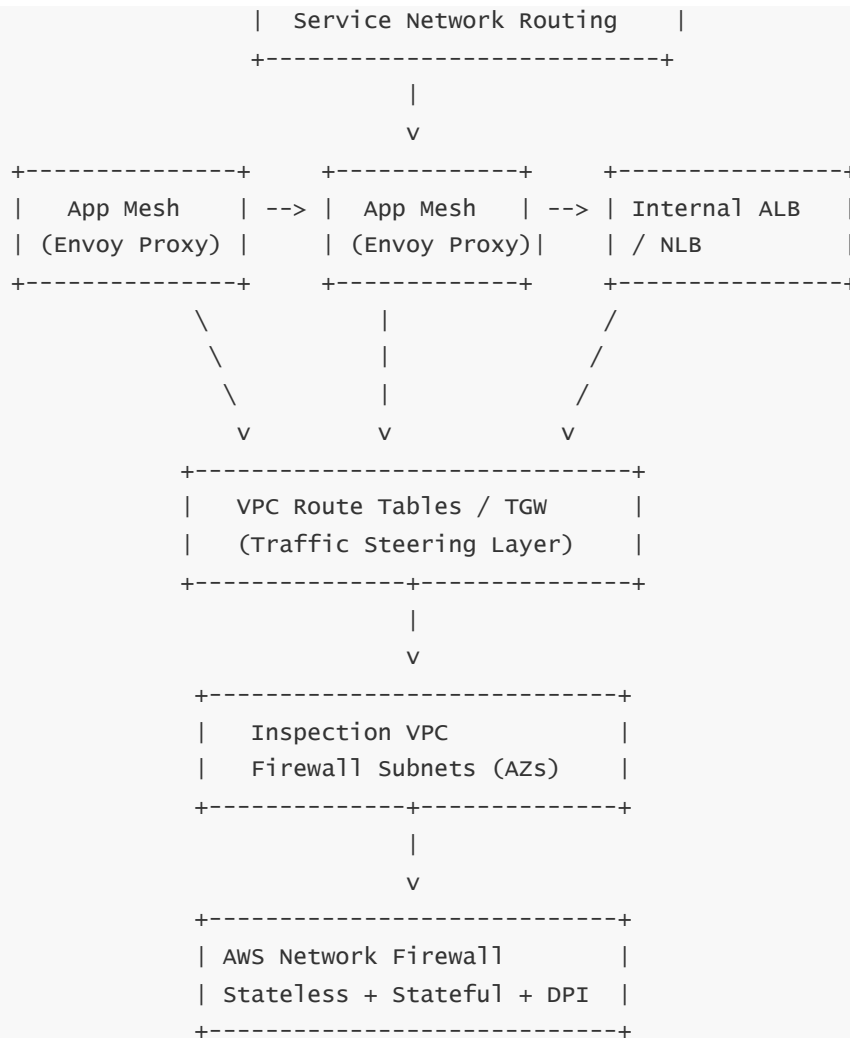 |  Service Network Routing    |
+----------------------------+
|
v
+---------------+     +-------------+     +----------------+
|   App Mesh    | --> |  App Mesh   | --> | Internal ALB   |
| (Envoy Proxy) |     | (Envoy Proxy)|    | / NLB          |
+---------------+     +-------------+     +----------------+
\            |               /
\           |              /
\          |             /
v         v            v
+-------------------------------+
|   VPC Route Tables / TGW      |
|   (Traffic Steering Layer)    |
+---------------+---------------+
|
v
+-----------------------------+
|   Inspection VPC            |
|   Firewall Subnets (AZs)    |
+--------------+--------------+
|
v
+-----------------------------+
| AWS Network Firewall        |
| Stateless + Stateful + DPI  |
+-----------------------------+